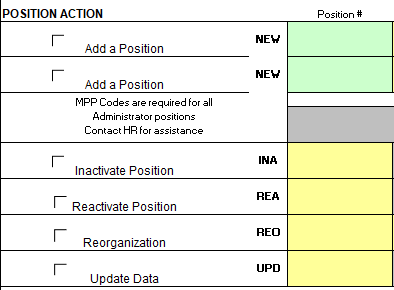 POSITION ACTION Position #
Add a Position NEW
Add a Position NEW
MPP Codes are required for all
Administrator positions
Contact HR for assistance
Inactivate Position INA
Reactivate Position REA
Reorganization REO
Update Data UPD